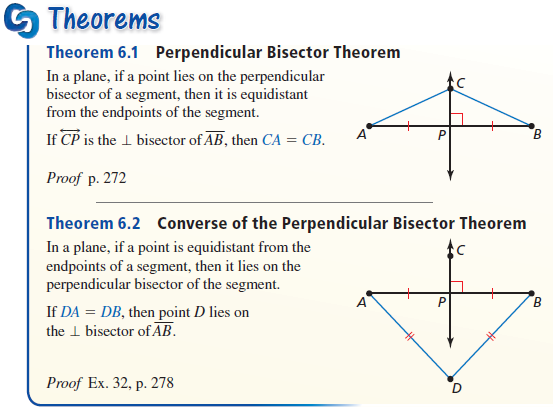 Theorems
Theorem 6.1 Perpendicular Bisector Theorem
In a plane, if a point lies on the perpendicular
bisector of a segment, then it is equidistant
from the endpoints of the segment.
If CP is the ⊥ bisector of AB, then CA = CB.
Proof p. 272
C
A
P
B
Theorem 6.2 Converse of the Perpendicular Bisector Theorem
In a plane, if a point is equidistant from the
endpoints of a segment, then it lies on the
perpendicular bisector of the segment.
If DA = DB, then point D lies on
the ⊥ bisector of AB.
Proof Ex. 32, p. 278
C
A
P
B
D